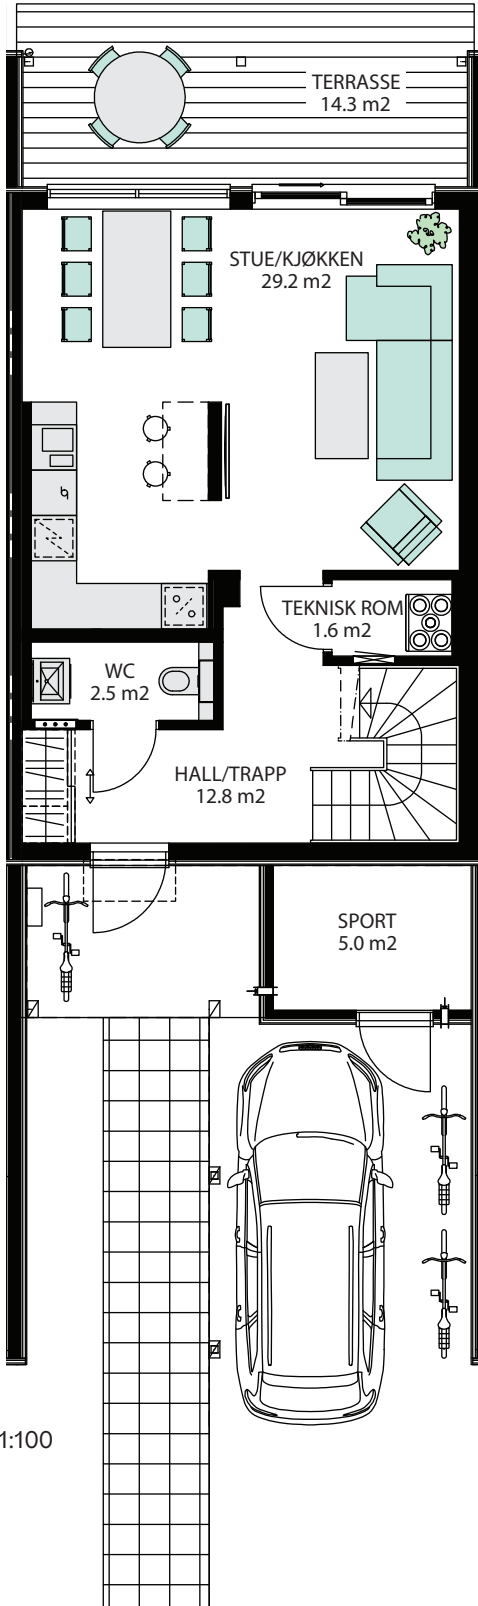 TERRASSE
14.3 m2
STUE/KJØKKEN
29.2 m2
TEKNISK ROM
1.6 m2
WC
2.5 m2
HALL/TRAPP
12.8 m2
SPORT
5.0 m2
1:100